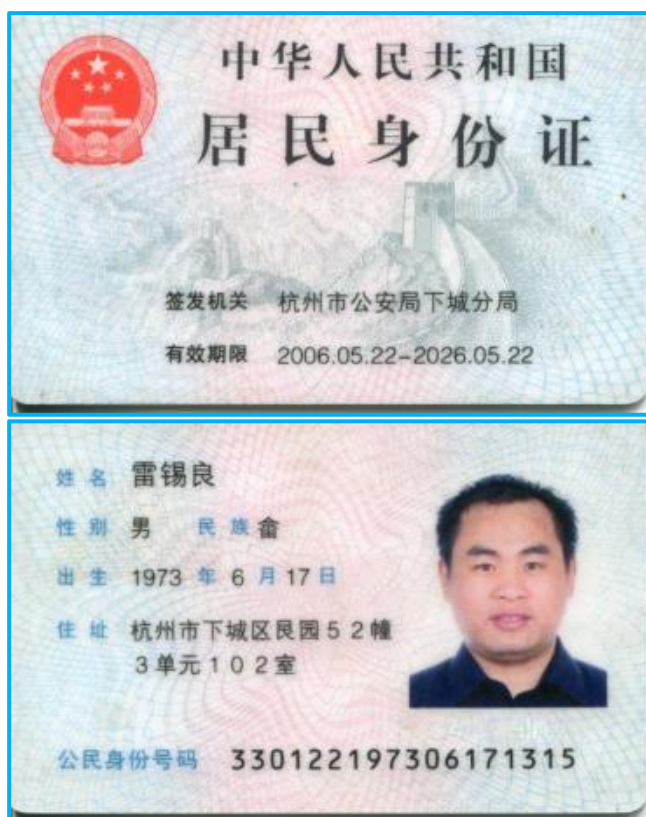 中华人民共和国
居民身份证
签发机关 杭州市公安局下城分局
有效期限 2006.05.22-2026.05.22
姓名 雷锡良
性别 男 民族 畲
出生 1973 年 6 月 17 日
住址 杭州市下城区艮园52幢
3单元102室
公民身份号码 330122197306171315